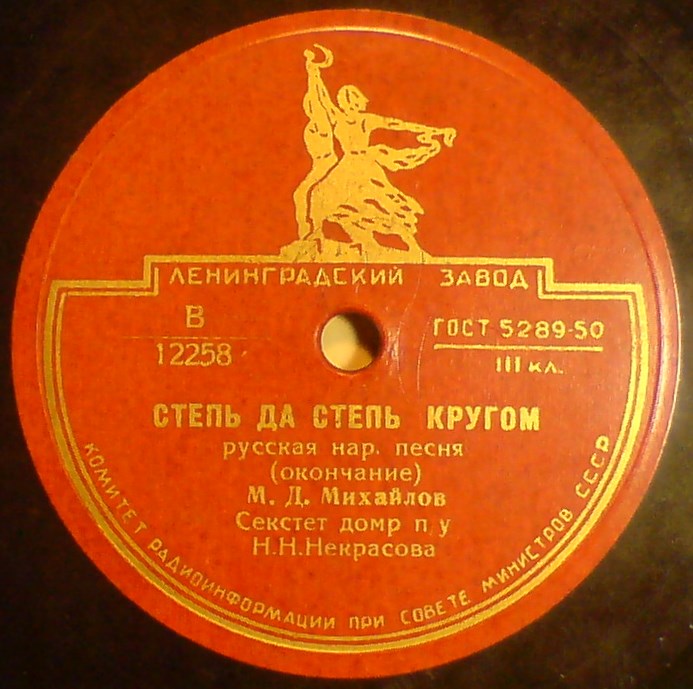 ЛЕНИНГРАДСКИЙ ЗАВОД
В
12258
ГОСТ 5289-50
III кл.
СТЕПЬ ДА СТЕПЬ КРУГОМ
русская нар. песня
(окончание)
М. Д. Михайлов
Секстет домр п/у
Н.Н.Некрасова
КОМИТЕТ РАДИОИНФОРМАЦИИ ПРИ СОВЕТЕ МИНИСТРОВ СССР